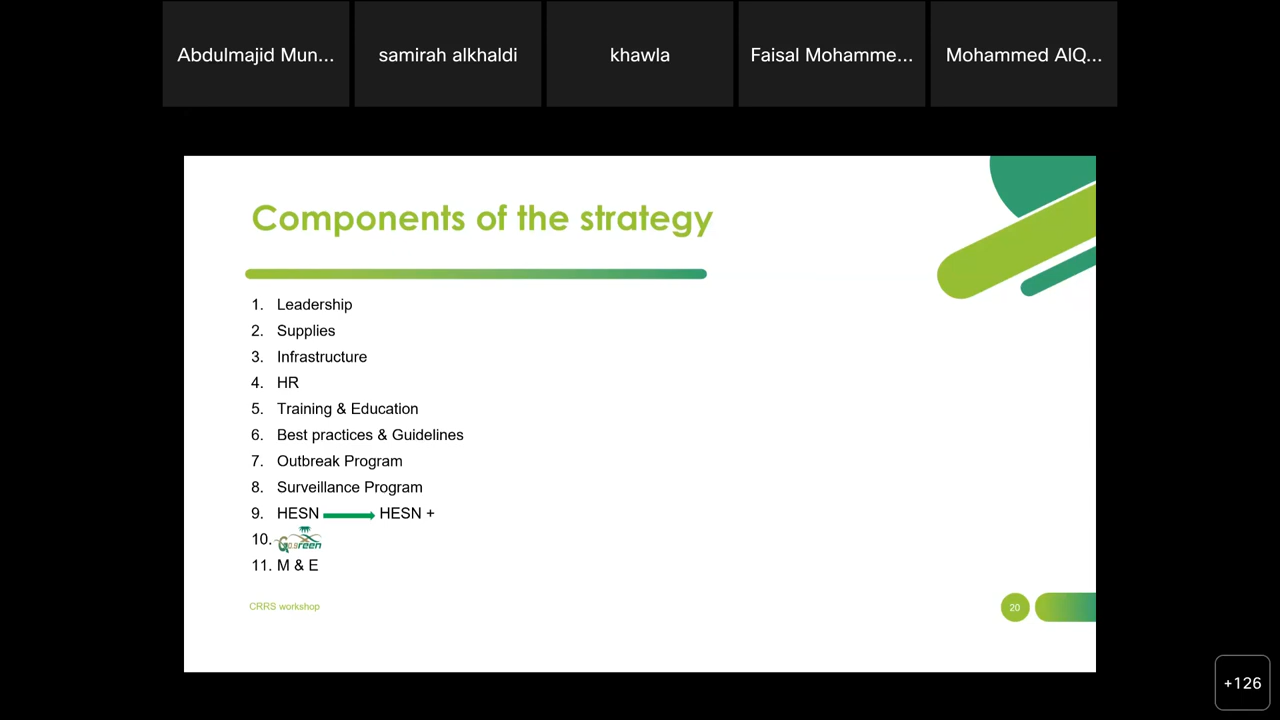 Abdulmajid Mun...
samirah alkhaldi
khawla
Faisal Mohamme...
Mohammed AlQ...
Components of the strategy
1. Leadership
2. Supplies
3. Infrastructure
4. HR
5. Training & Education
6. Best practices & Guidelines
7. Outbreak Program
8. Surveillance Program
9. HESN HESN +
10. Go.green
11. M & E
CRRS workshop
20
+126